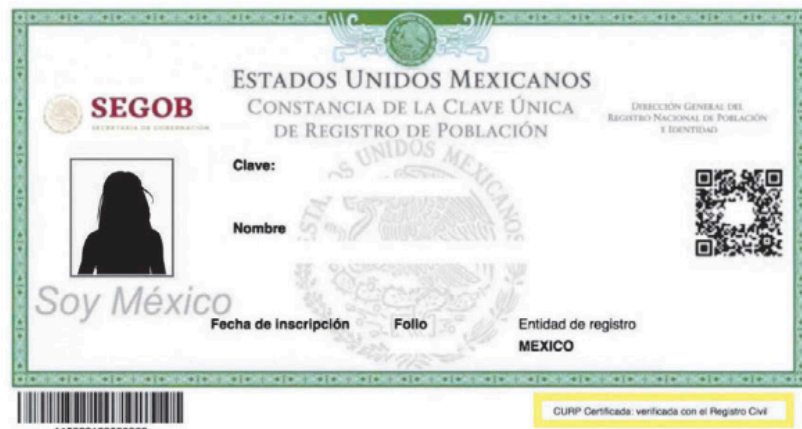 ESTADOS UNIDOS MEXICANOS
CONSTANCIA DE LA CLAVE ÚNICA
DE REGISTRO DE POBLACIÓN
SEGOB
SECRETARÍA DE GOBERNACIÓN
DIRECCIÓN GENERAL DEL
REGISTRO NACIONAL DE POBLACIÓN
E IDENTIDAD
Clave:
ESTADOS UNIDOS MEXICANOS
Nombre
Soy México
Fecha de inscripción Folio Entidad de registro
MEXICO
CURP Certificada: verificada con el Registro Civil